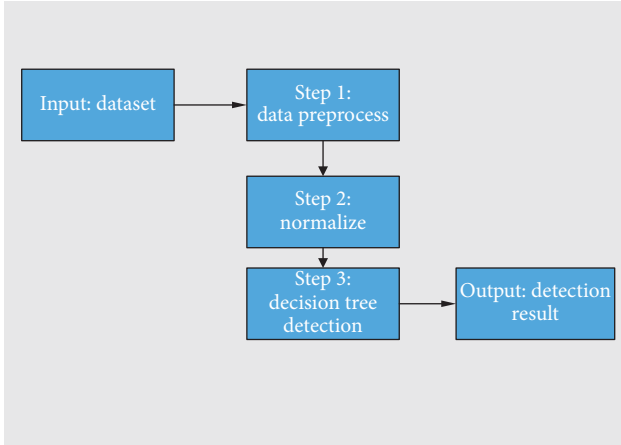 Input: dataset
Step 1:
data preprocess
Step 2:
normalize
Step 3:
decision tree
detection
Output: detection
result